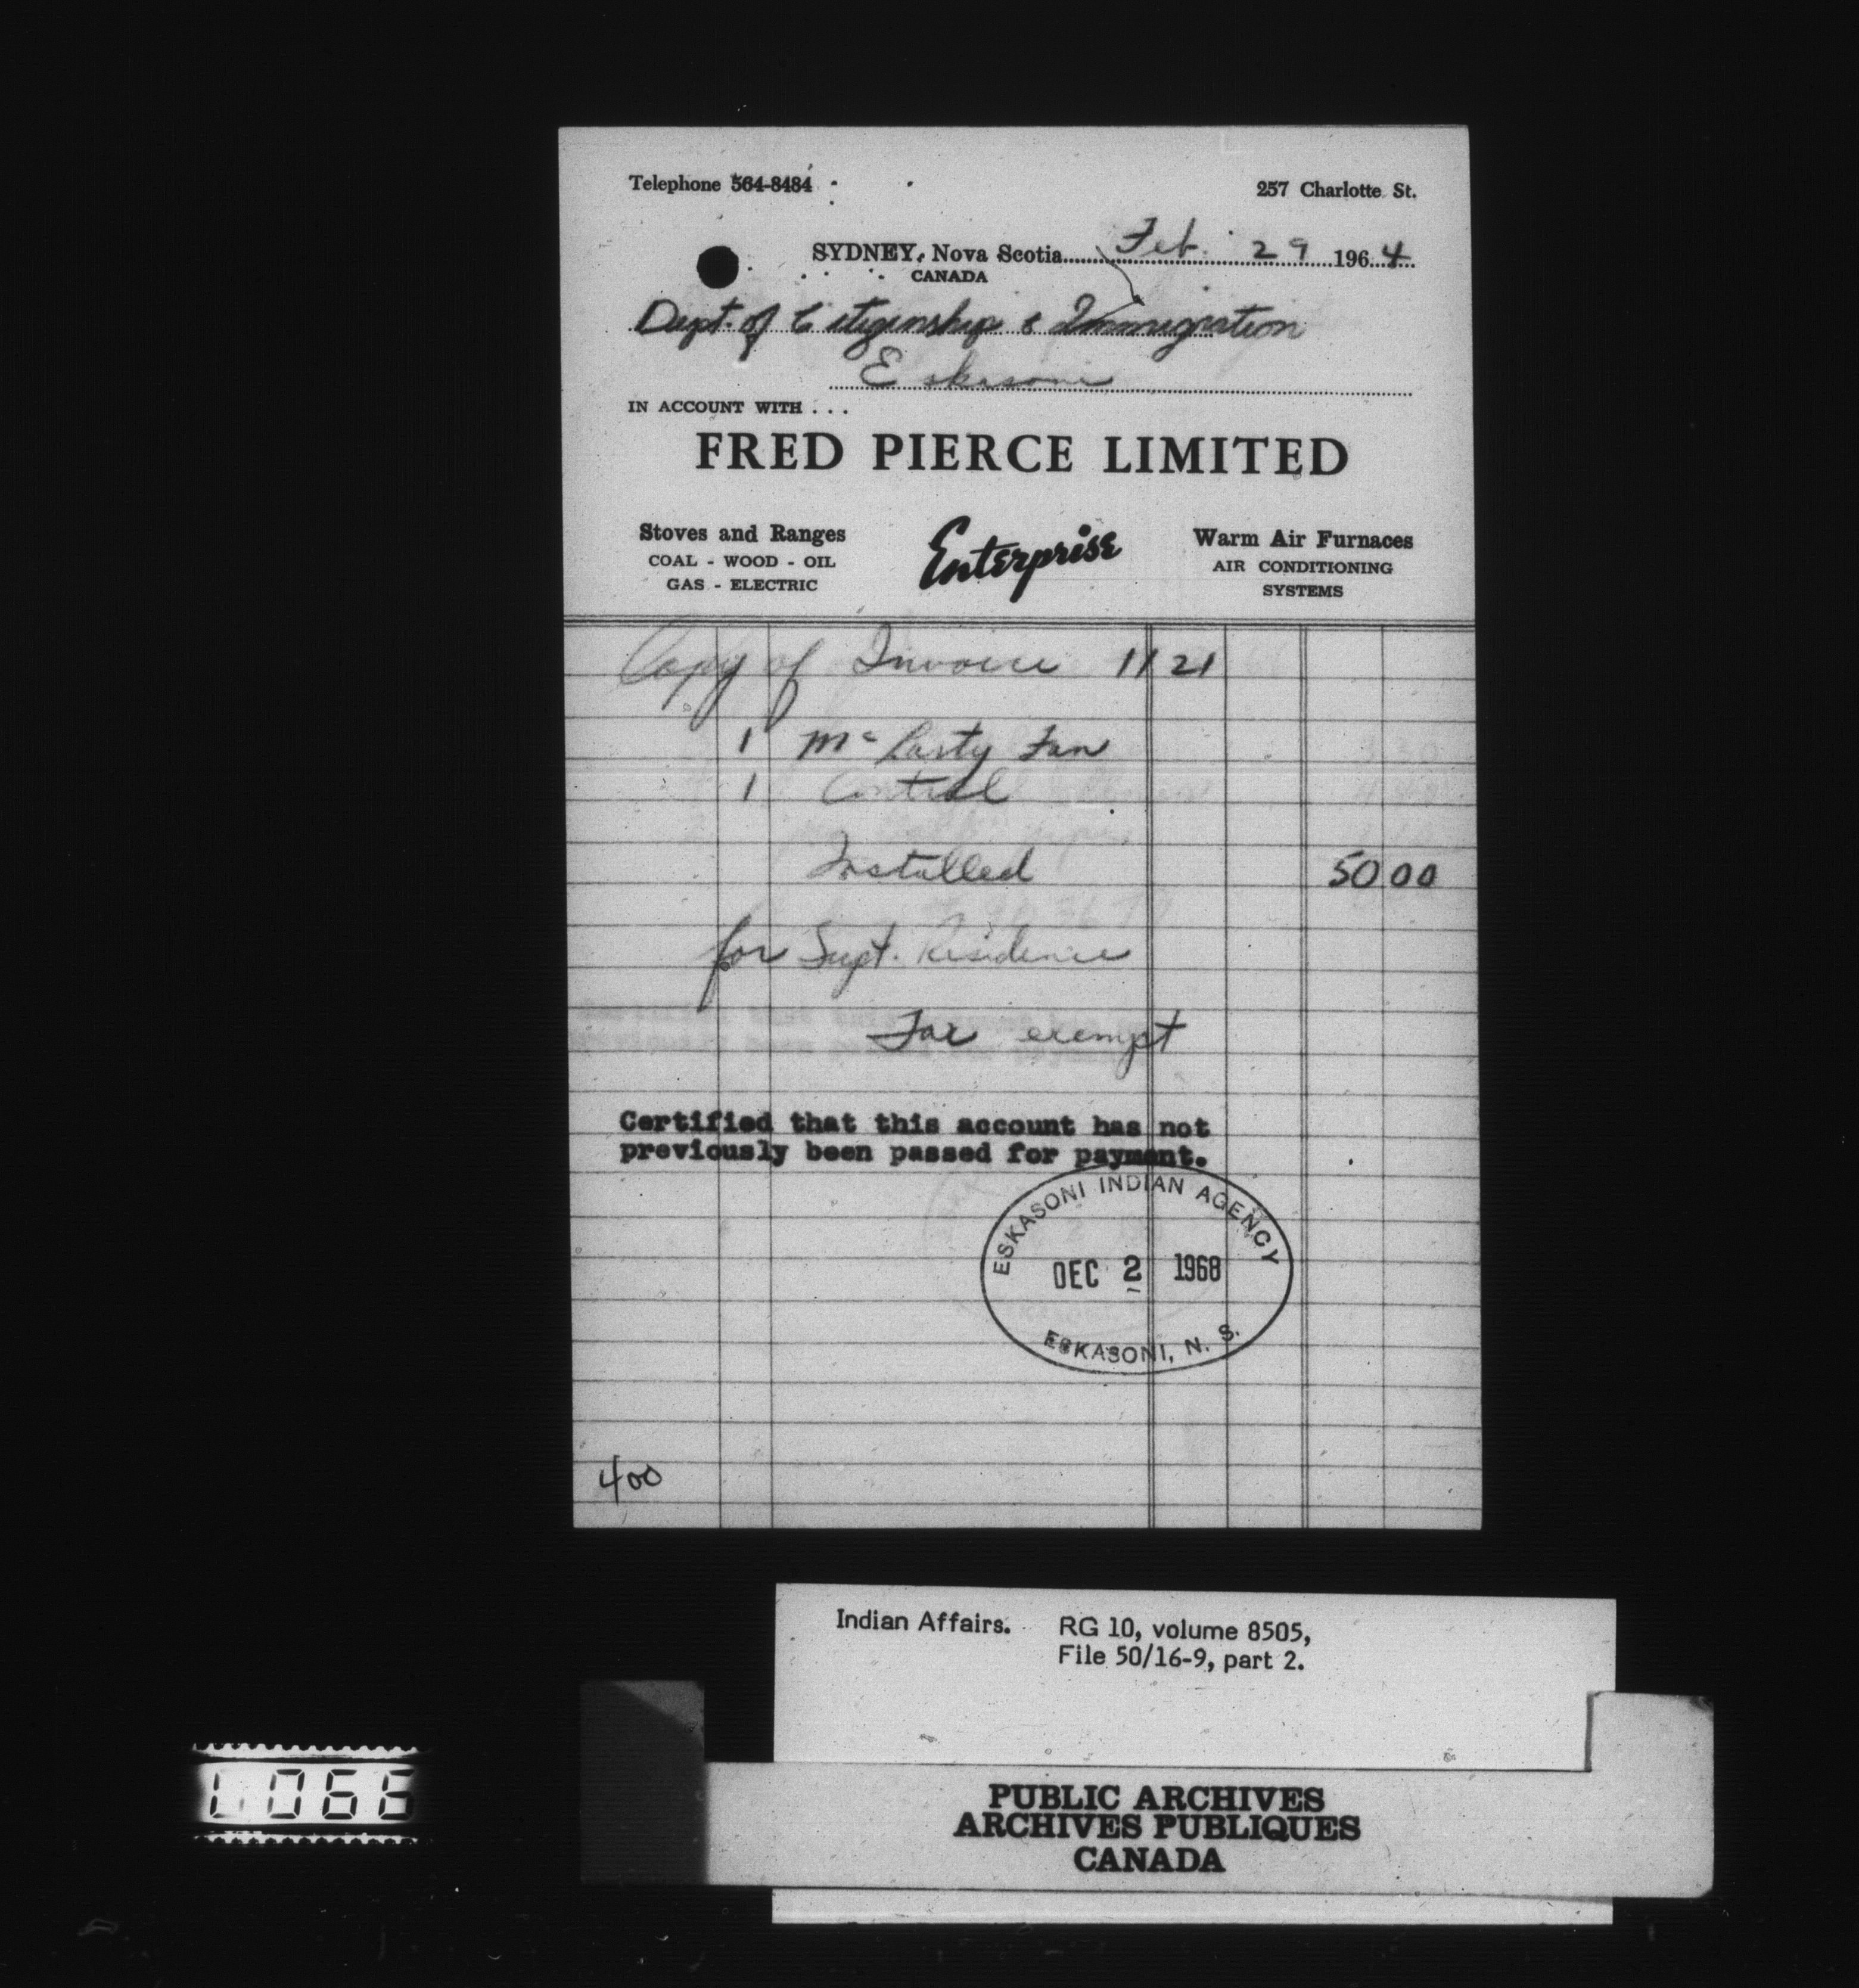 Telephone 564-8484
257 Charlotte St.
SYDNEY, Nova Scotia Feb. 29 1964
CANADA
Dept. of Citizenship & Immigration
Eskasoni
IN ACCOUNT WITH . . .
FRED PIERCE LIMITED
Stoves and Ranges
COAL - WOOD - OIL
GAS - ELECTRIC
Enterprise
Warm Air Furnaces
AIR CONDITIONING
SYSTEMS
Copy of Invoice 1121
1 Mc Larty Fan
1 Control
Installed 50 00
for Supt. Residence
Tax exempt
Certified that this account has not
previously been passed for payment.
ESKASONI INDIAN AGENCY
DEC 2 1968
ESKASONI, N. S.
400
Indian Affairs. RG 10, volume 8505,
File 50/16-9, part 2.
PUBLIC ARCHIVES
ARCHIVES PUBLIQUES
CANADA